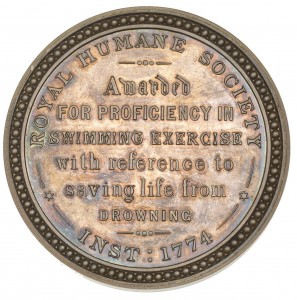 ROYAL HUMANE SOCIETY
Awarded
FOR PROFICIENCY IN
SWIMMING EXERCISE
with reference to
saving life from
DROWNING
INST: 1774